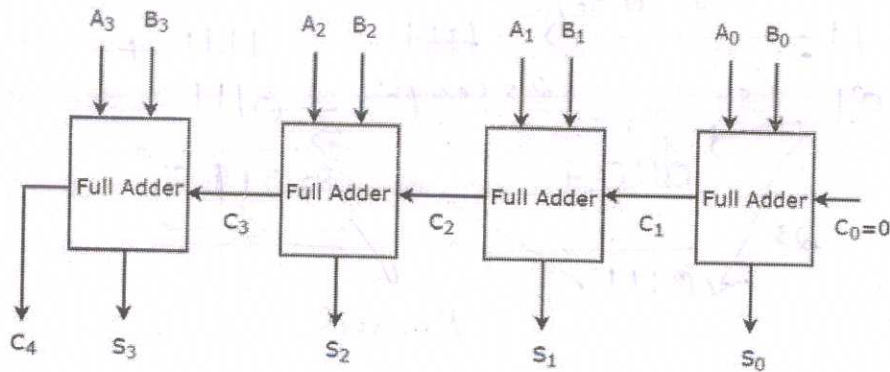 A₃ B₃ A₂ B₂ A₁ B₁ A₀ B₀
Full Adder Full Adder Full Adder Full Adder
C₃ C₂ C₁ C₀=0
C₄ S₃ S₂ S₁ S₀